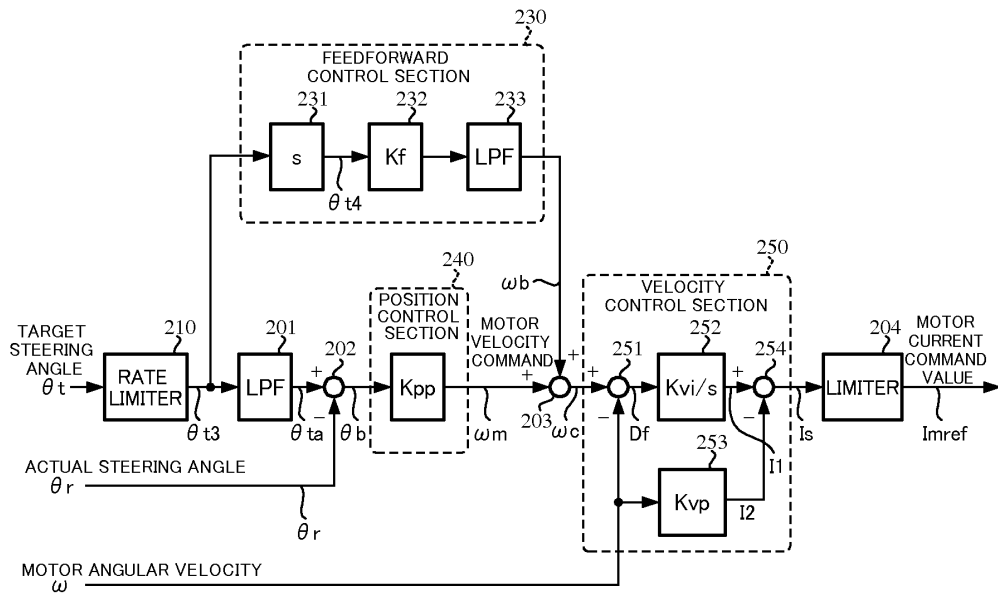 230
FEEDFORWARD
CONTROL SECTION
231
232
233
s
Kf
LPF
θt4
240
250
ωb
POSITION
CONTROL
SECTION
VELOCITY
CONTROL SECTION
TARGET
STEERING
ANGLE
θt
210
201
202
MOTOR
VELOCITY
COMMAND
251
252
254
204
MOTOR
CURRENT
COMMAND
VALUE
RATE
LIMITER
LPF
+
−
Kpp
+
+
203
+
−
Kvi/s
+
−
LIMITER
θt3
θta
θb
ωm
ωc
Df
I1
Is
Imref
ACTUAL STEERING ANGLE
θr
θr
253
Kvp
I2
MOTOR ANGULAR VELOCITY
ω